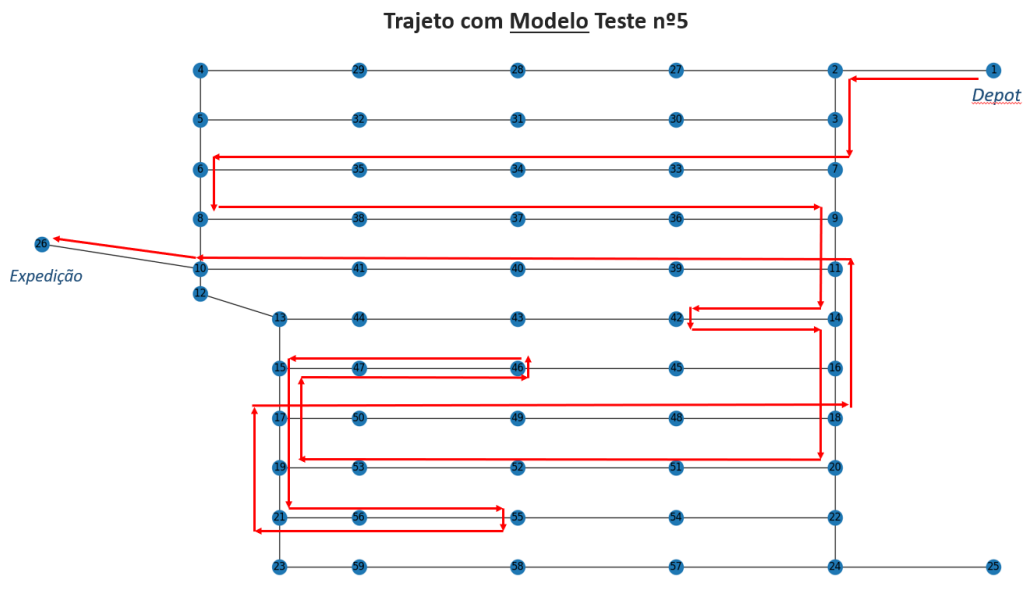 Trajeto com Modelo Teste nº5
4 29 28 27 2 1
Depot
5 32 31 30 3
6 35 34 33 7
8 38 37 36 9
26
Expedição
10 41 40 39 11
12
13 44 43 42 14
15 47 46 45 16
17 50 49 48 18
19 53 52 51 20
21 56 55 54 22
23 59 58 57 24 25